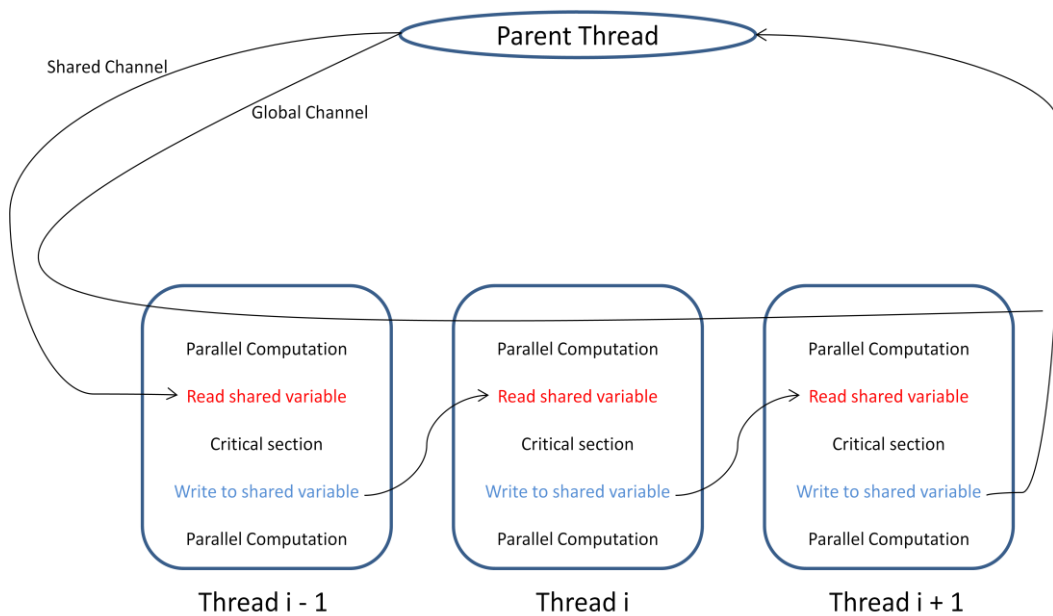 Parent Thread
Shared Channel
Global Channel
Parallel Computation
Read shared variable
Critical section
Write to shared variable
Parallel Computation
Thread i - 1
Parallel Computation
Read shared variable
Critical section
Write to shared variable
Parallel Computation
Thread i
Parallel Computation
Read shared variable
Critical section
Write to shared variable
Parallel Computation
Thread i + 1